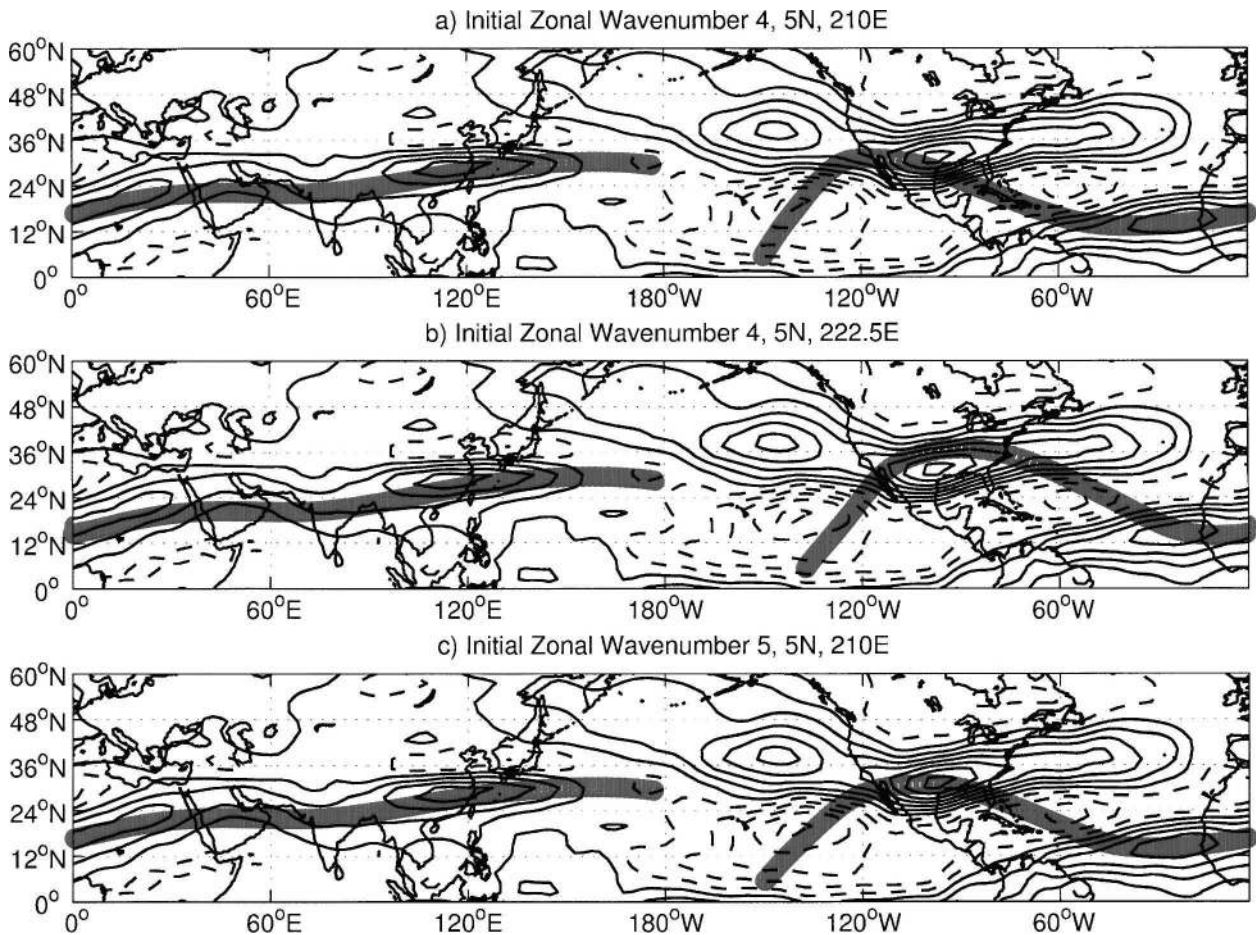 a) Initial Zonal Wavenumber 4, 5N, 210E
60°N
48°N
36°N
24°N
12°N
0°
0° 60°E 120°E 180°W 120°W 60°W
b) Initial Zonal Wavenumber 4, 5N, 222.5E
60°N
48°N
36°N
24°N
12°N
0°
0° 60°E 120°E 180°W 120°W 60°W
c) Initial Zonal Wavenumber 5, 5N, 210E
60°N
48°N
36°N
24°N
12°N
0°
0° 60°E 120°E 180°W 120°W 60°W